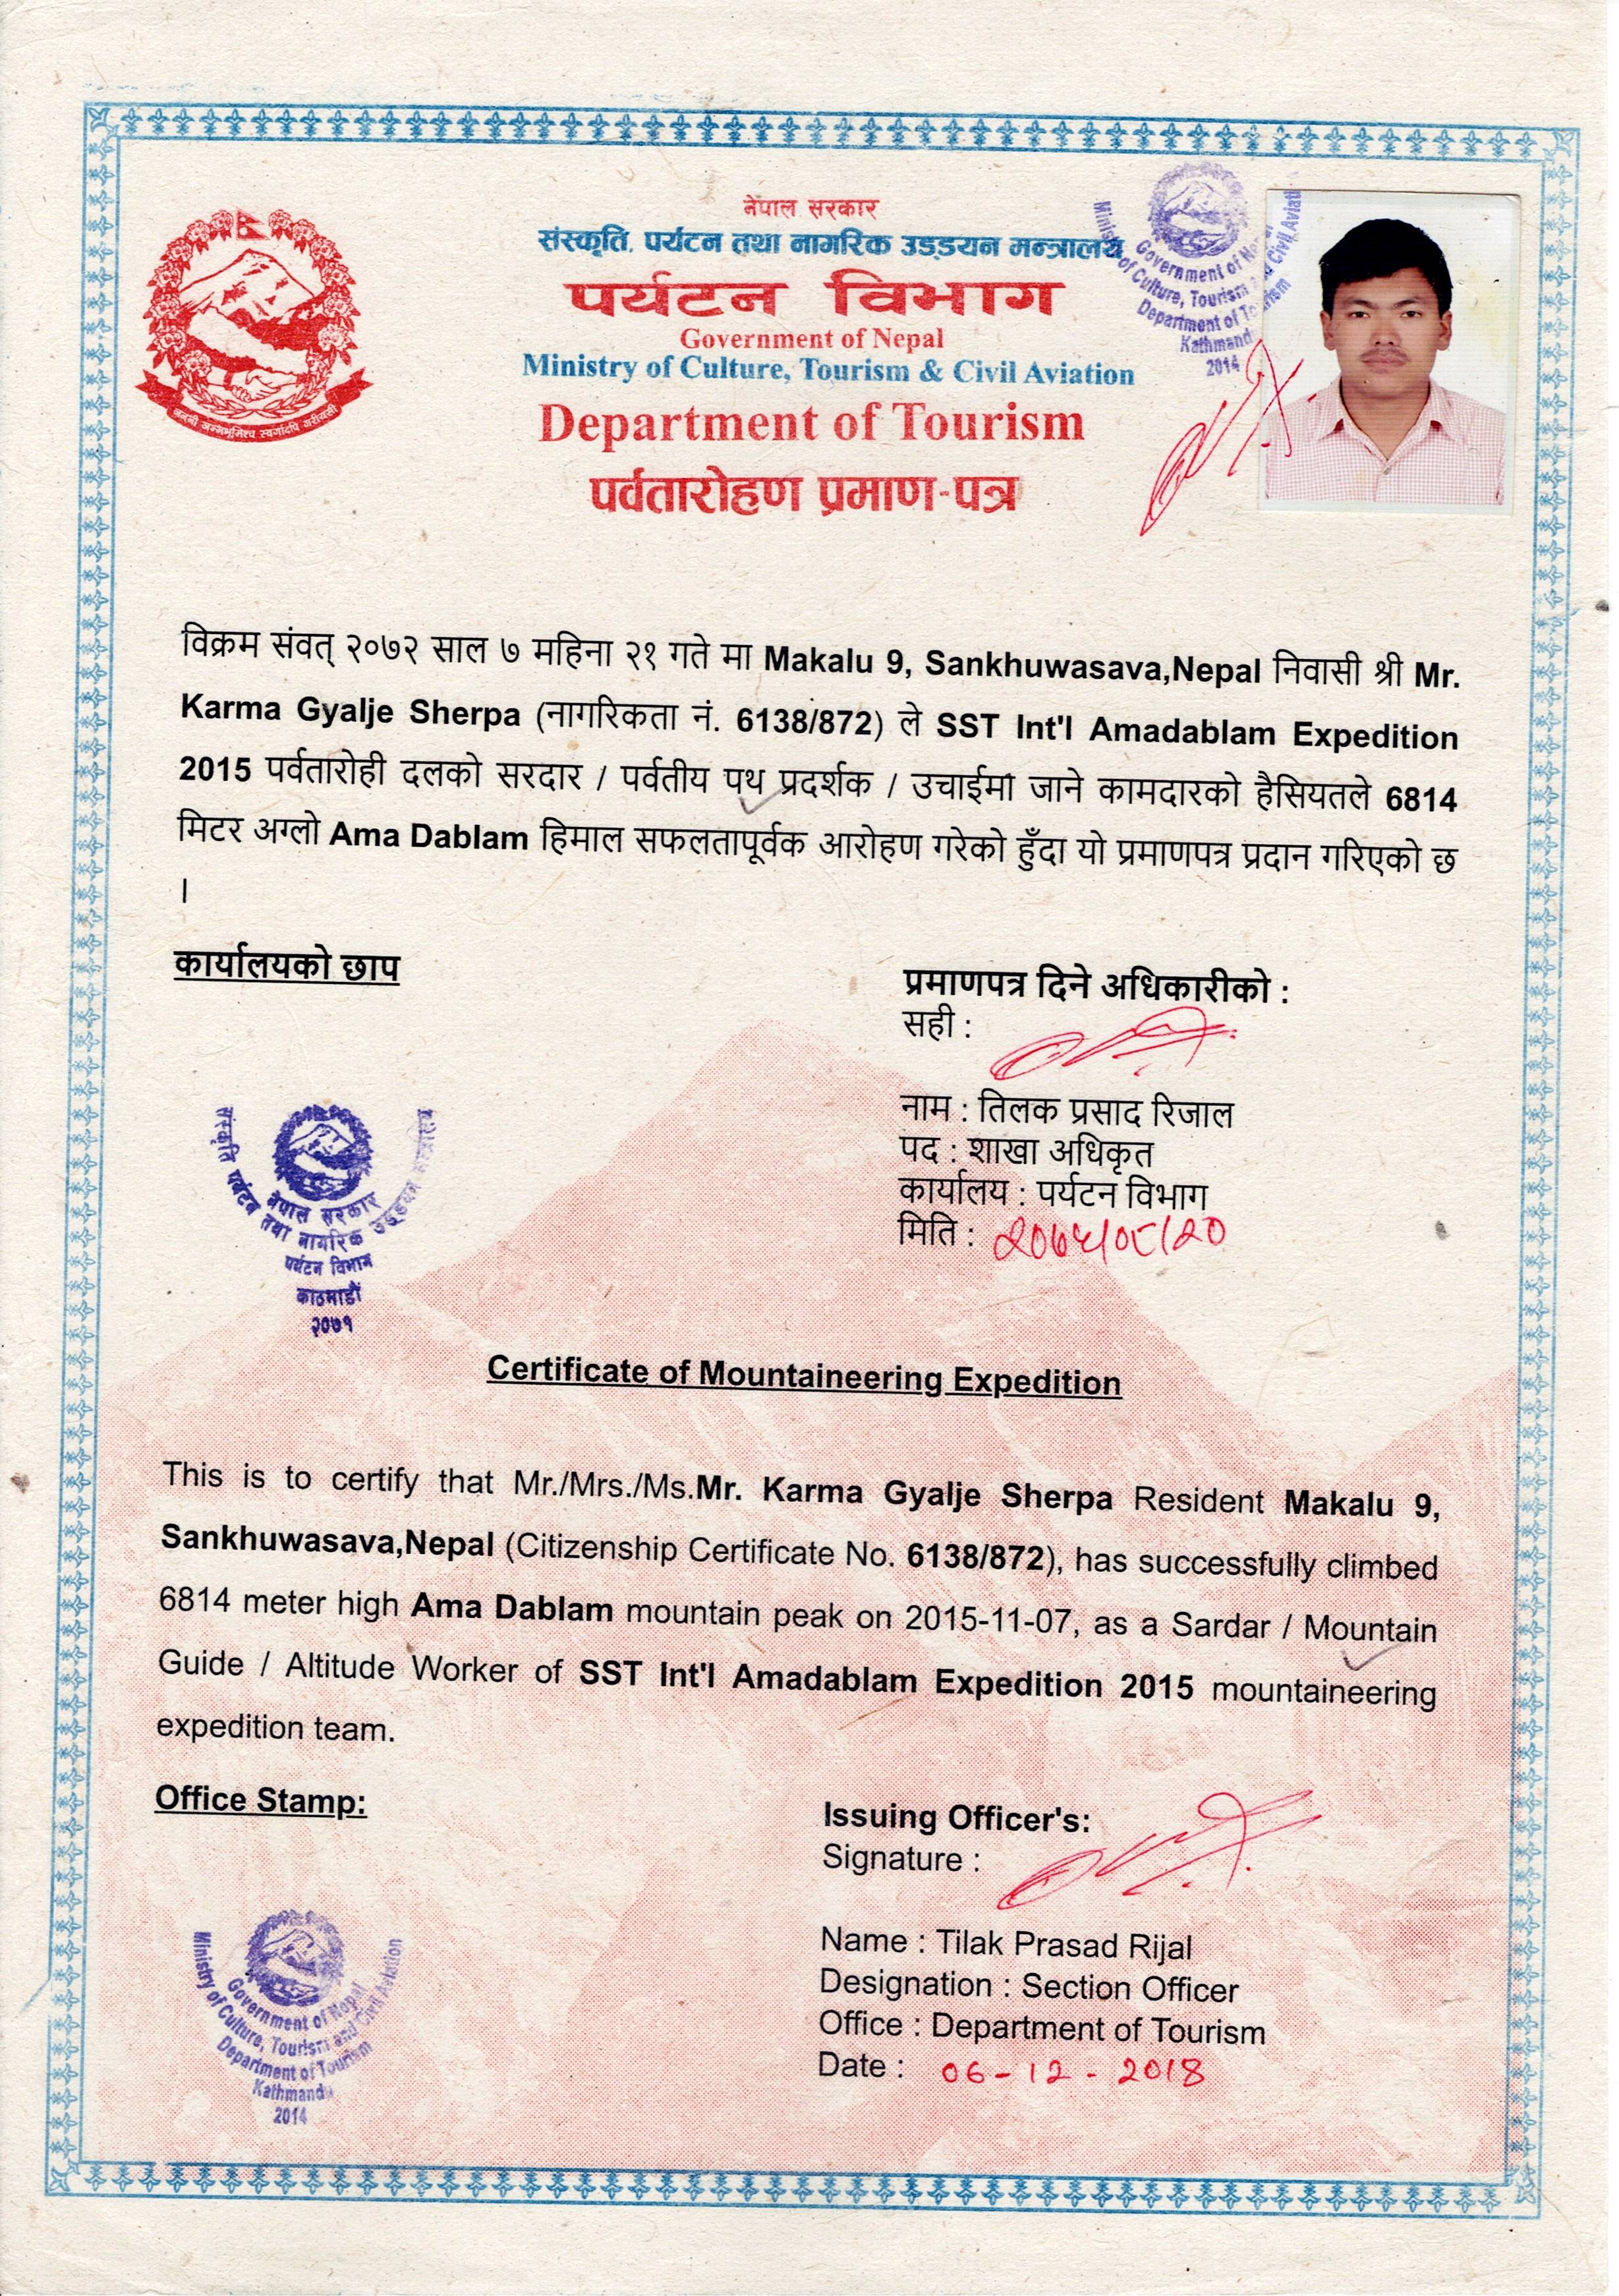 नेपाल सरकार
संस्कृति, पर्यटन तथा नागरिक उड्डयन मन्त्रालय
पर्यटन विभाग
Government of Nepal
Ministry of Culture, Tourism & Civil Aviation
Department of Tourism
पर्वतारोहण प्रमाण-पत्र
जननी जन्मभूमिश्च स्वर्गादपि गरीयसी
Government of
Ministry of Culture, Tourism Civil Aviati
Department of
Kathmand
2014
विक्रम संवत् २०७२ साल ७ महिना २१ गते मा Makalu 9, Sankhuwasava,Nepal निवासी श्री Mr.
Karma Gyalje Sherpa (नागरिकता नं. 6138/872) ले SST Int'l Amadablam Expedition
2015 पर्वतारोही दलको सरदार / पर्वतीय पथ प्रदर्शक / उचाईमा जाने कामदारको हैसियतले 6814
मिटर अग्लो Ama Dablam हिमाल सफलतापूर्वक आरोहण गरेको हुँदा यो प्रमाणपत्र प्रदान गरिएको छ
।
कार्यालयको छाप
प्रमाणपत्र दिने अधिकारीको :
सही :
नाम : तिलक प्रसाद रिजाल
पद : शाखा अधिकृत
कार्यालय : पर्यटन विभाग
मिति : २०७५/०८/२०
नेपाल सरकार
संस्कृति पर्यटन तथा नागरिक उड्डयन मन्त्रालय
पर्यटन विभाग
काठमाडौं
२०७१
Certificate of Mountaineering Expedition
This is to certify that Mr./Mrs./Ms.Mr. Karma Gyalje Sherpa Resident Makalu 9,
Sankhuwasava,Nepal (Citizenship Certificate No. 6138/872), has successfully climbed
6814 meter high Ama Dablam mountain peak on 2015-11-07, as a Sardar / Mountain
Guide / Altitude Worker of SST Int'l Amadablam Expedition 2015 mountaineering
expedition team.
Office Stamp:
Issuing Officer's:
Signature :
Name : Tilak Prasad Rijal
Designation : Section Officer
Office : Department of Tourism
Date : 06-12-2018
Government of Nepal
Ministry of Culture, Tourism and Civil Aviation
Department of Tourism
Kathmandu
2014